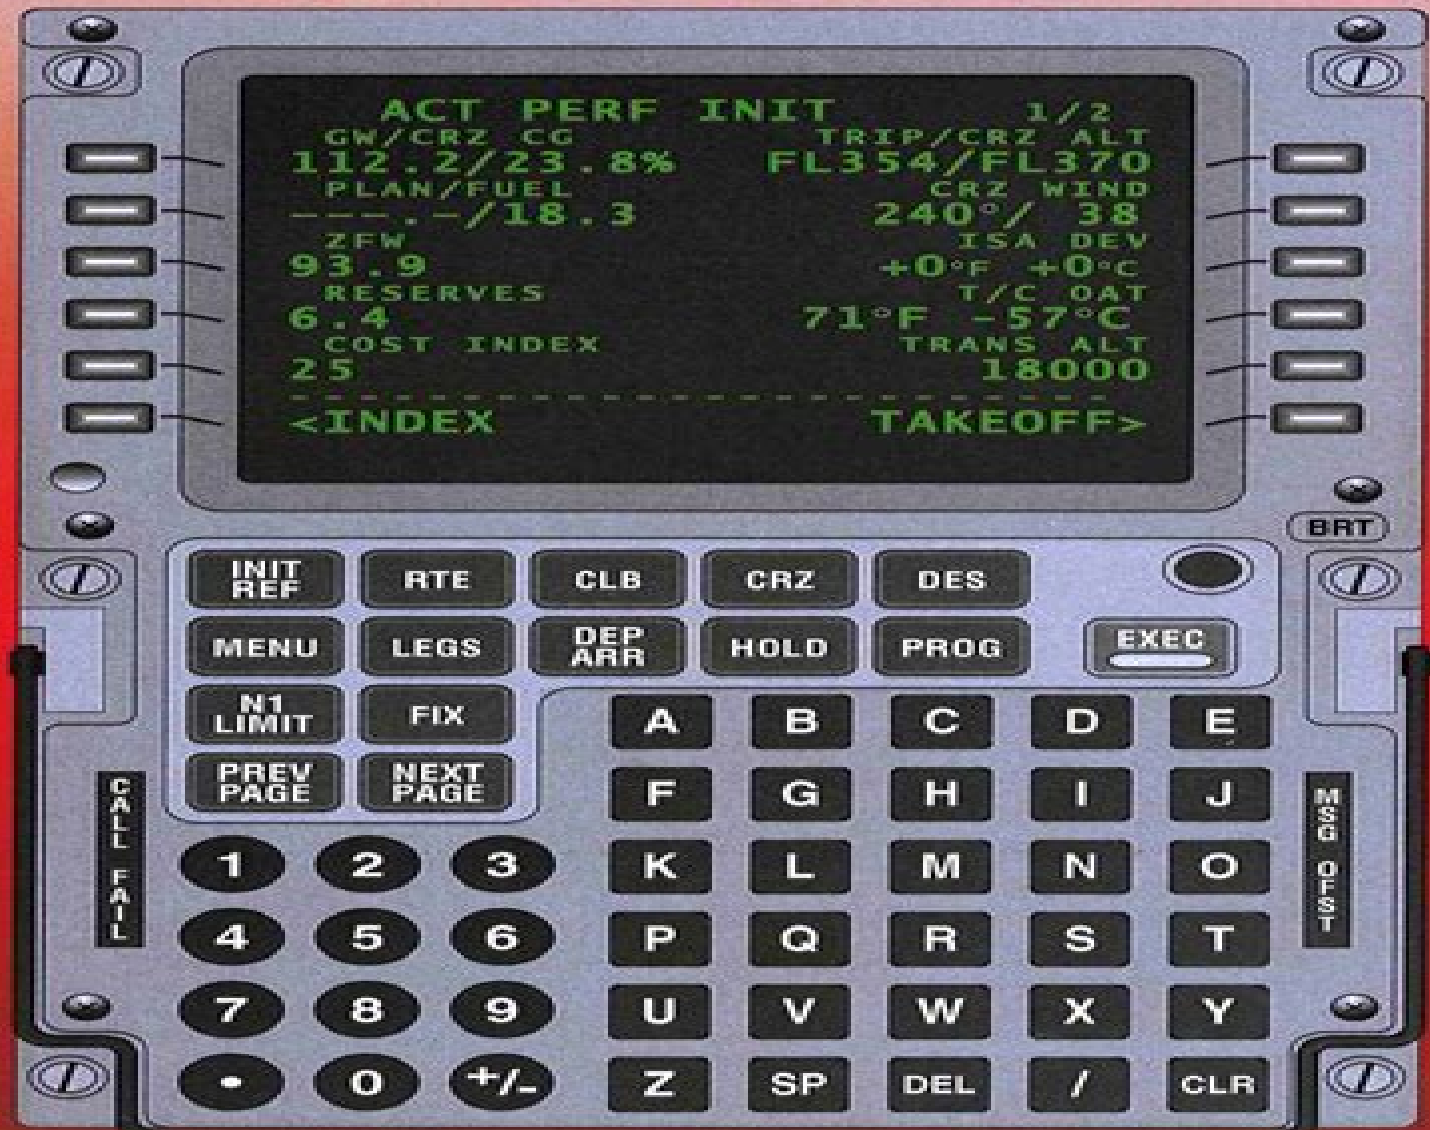 ACT PERF INIT 1/2
GW/CRZ CG TRIP/CRZ ALT
112.2/23.8% FL354/FL370
PLAN/FUEL CRZ WIND
---.-/18.3 240°/ 38
ZFW ISA DEV
93.9 +0°F +0°C
RESERVES T/C OAT
6.4 71°F -57°C
COST INDEX TRANS ALT
25 18000
------------------------
<INDEX TAKEOFF>
BRT
INIT REF RTE CLB CRZ DES
MENU LEGS DEP ARR HOLD PROG EXEC
N1 LIMIT FIX
PREV PAGE NEXT PAGE
A B C D E
F G H I J
K L M N O
P Q R S T
U V W X Y
Z SP DEL / CLR
1 2 3
4 5 6
7 8 9
. 0 +/-
CALL FAIL
MSG OFST